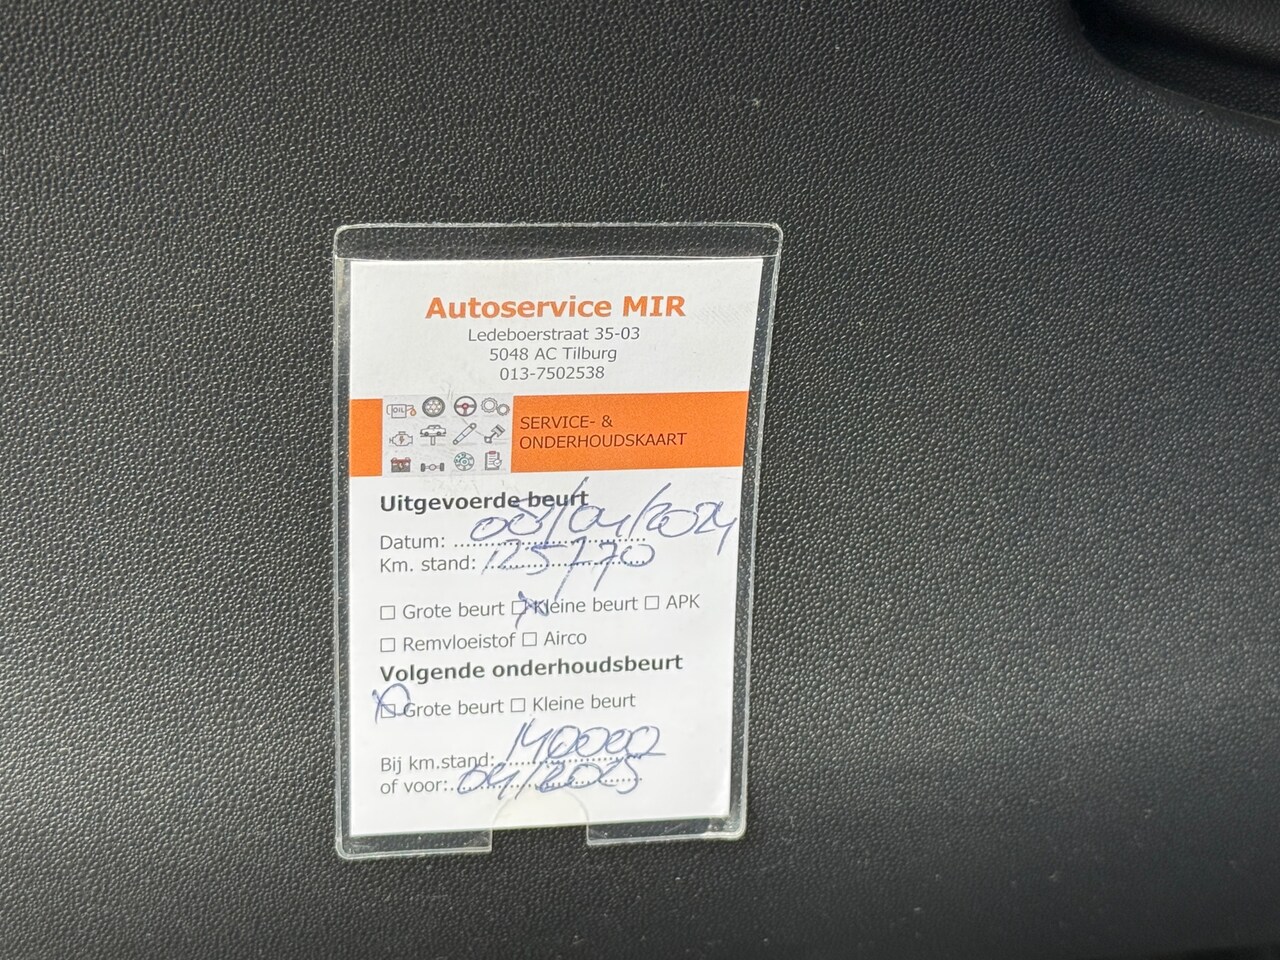 Autoservice MIR
Ledeboerstraat 35-03
5048 AC Tilburg
013-7502538
OIL
SERVICE- &
ONDERHOUDSKAART
Uitgevoerde beurt
Datum: 08/04/2024
Km. stand: 125770
☐ Grote beurt ☒ Kleine beurt ☐ APK
☐ Remvloeistof ☐ Airco
Volgende onderhoudsbeurt
☒ Grote beurt ☐ Kleine beurt
Bij km.stand: 140000
of voor: 04/2025